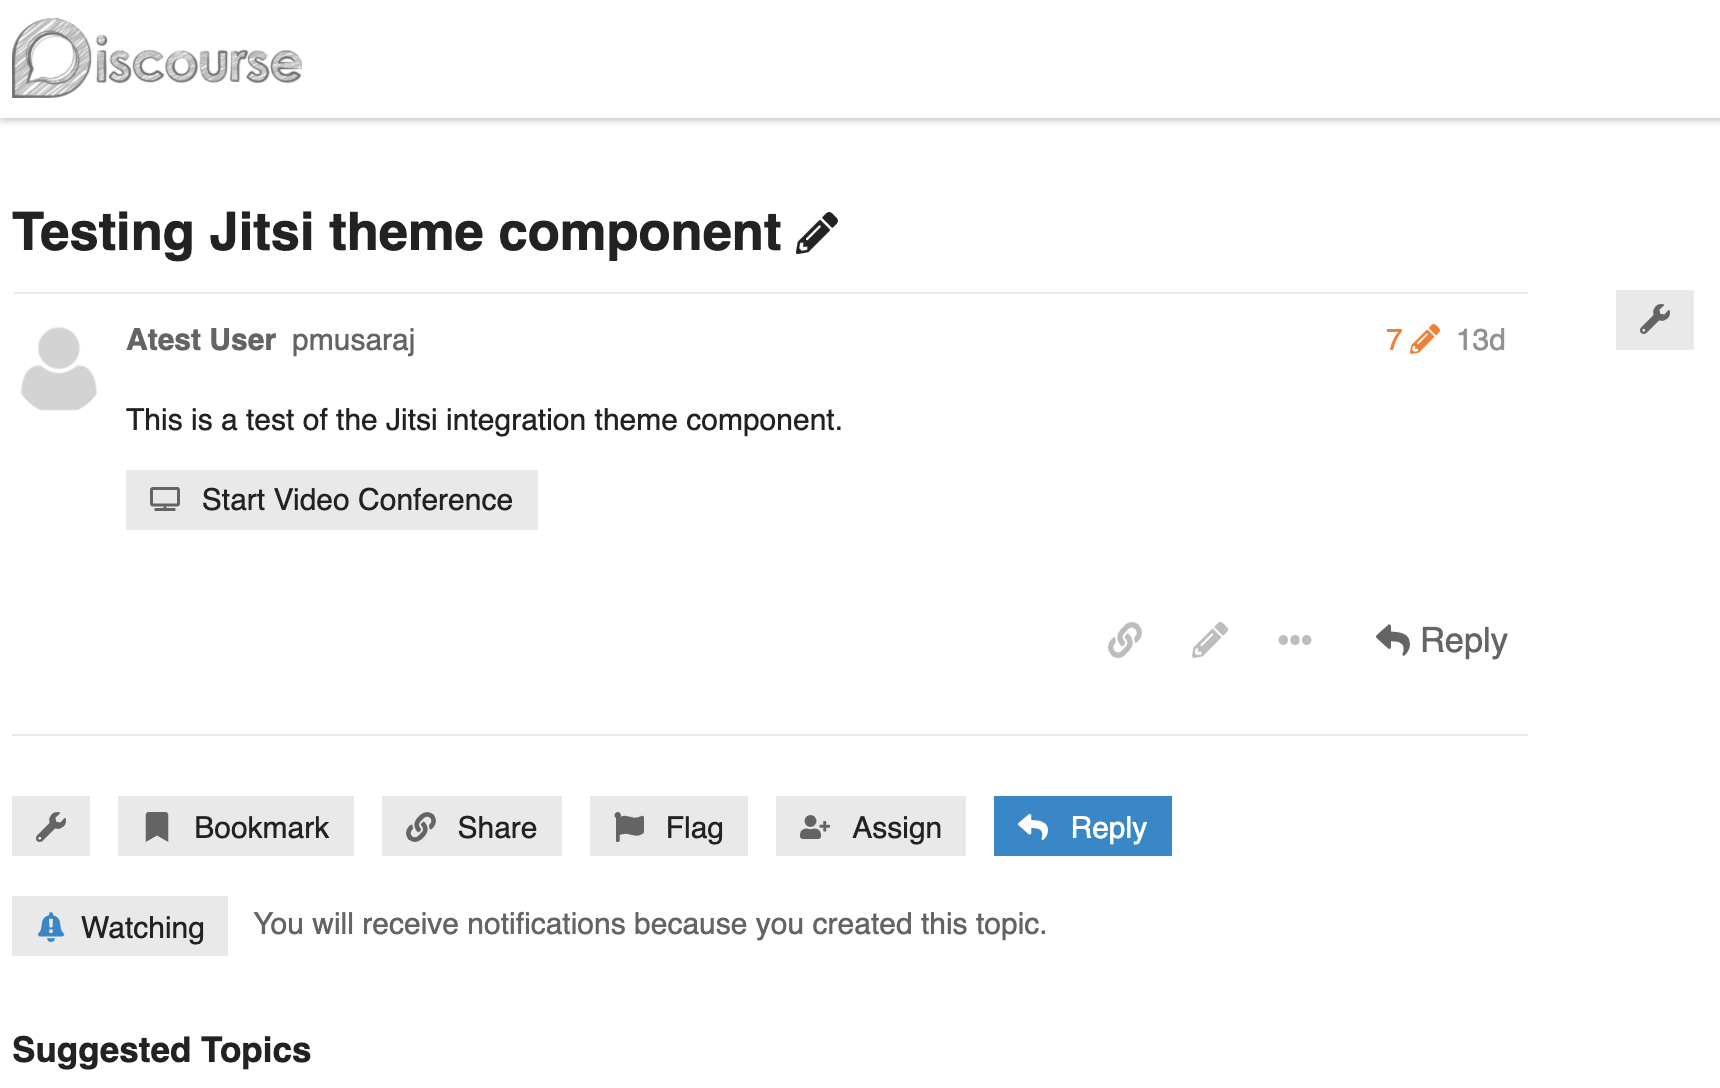 Discourse
Testing Jitsi theme component
Atest User pmusaraj 7 13d
This is a test of the Jitsi integration theme component.
Start Video Conference
Reply
Bookmark Share Flag Assign Reply
Watching You will receive notifications because you created this topic.
Suggested Topics